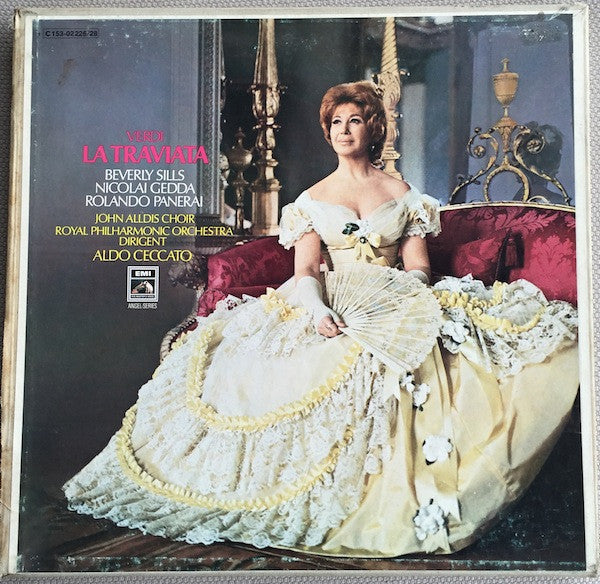 C 153-02226/28
VERDI
LA TRAVIATA
BEVERLY SILLS
NICOLAI GEDDA
ROLANDO PANERAI
JOHN ALLDIS CHOIR
ROYAL PHILHARMONIC ORCHESTRA
DIRIGENT
ALDO CECCATO
EMI
ANGEL-SERIES